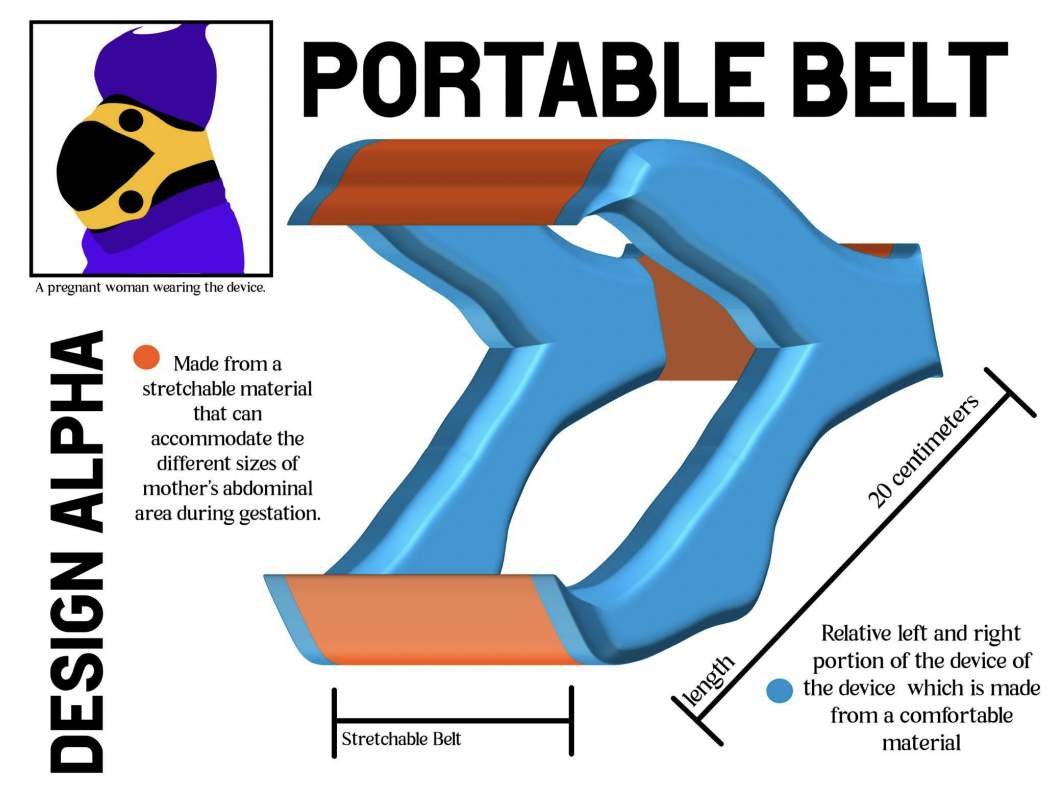 PORTABLE BELT
A pregnant woman wearing the device.
DESIGN ALPHA
Made from a
stretchable material
that can
accommodate the
different sizes of
mother's abdominal
area during gestation.
20 centimeters
length
Relative left and right
portion of the device of
the device which is made
from a comfortable
material
Stretchable Belt